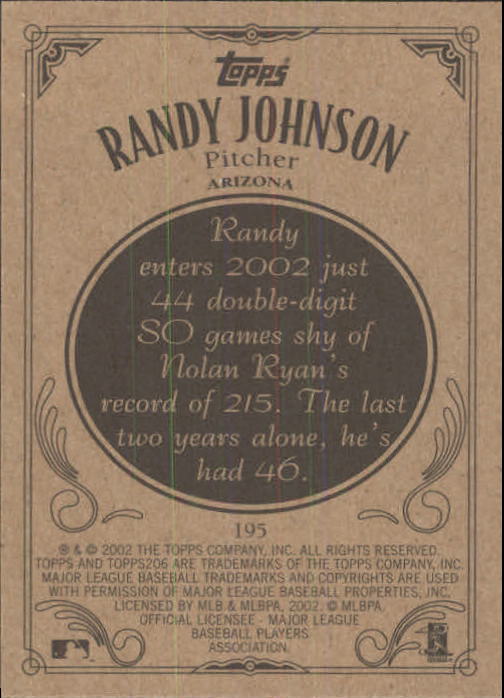 topps
RANDY JOHNSON
Pitcher
ARIZONA
Randy
enters 2002 just
44 double-digit
SO games shy of
Nolan Ryan's
record of 215. The last
two years alone, he's
had 46.
195
® & © 2002 THE TOPPS COMPANY, INC. ALL RIGHTS RESERVED.
TOPPS AND TOPPS206 ARE TRADEMARKS OF THE TOPPS COMPANY, INC.
MAJOR LEAGUE BASEBALL TRADEMARKS AND COPYRIGHTS ARE USED
WITH PERMISSION OF MAJOR LEAGUE BASEBALL PROPERTIES, INC.
LICENSED BY MLB & MLBPA, 2002. © MLBPA.
OFFICIAL LICENSEE - MAJOR LEAGUE
BASEBALL PLAYERS
ASSOCIATION.